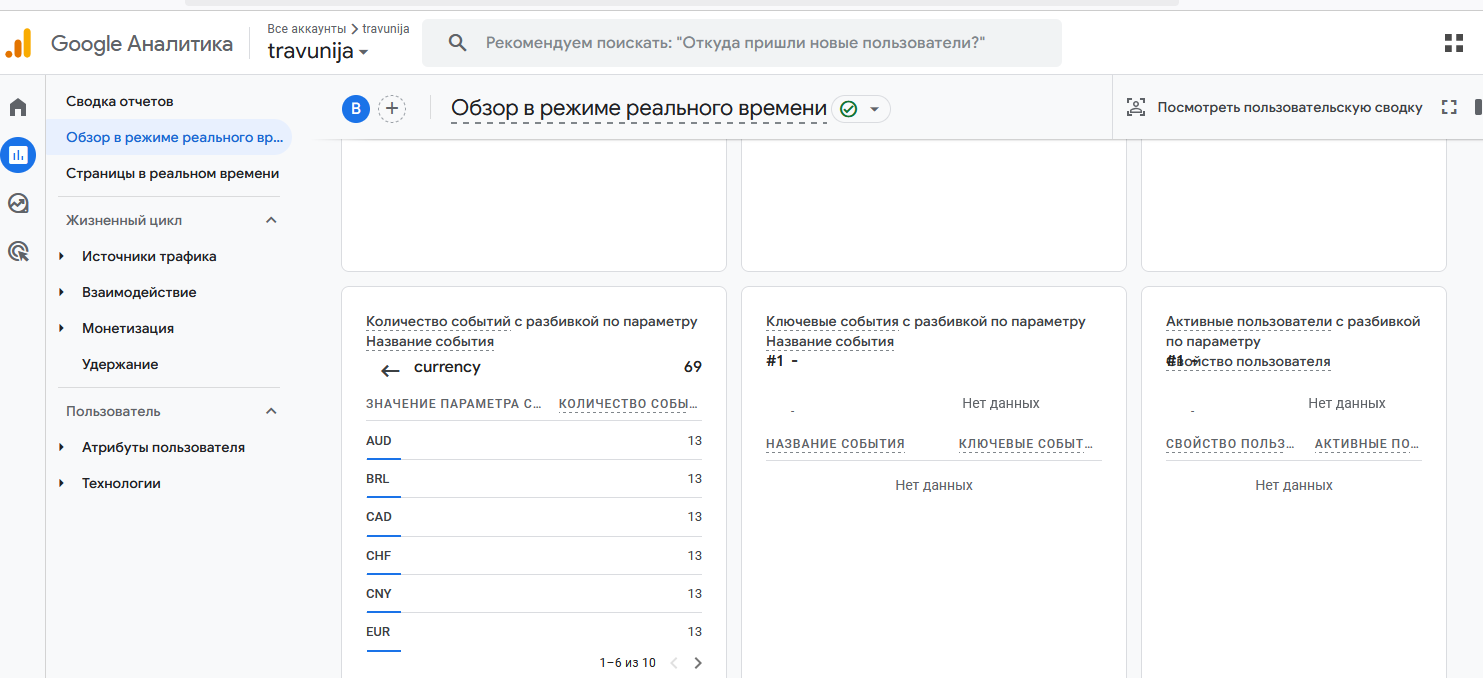 Google Аналитика
Все аккаунты > travunija
travunija
Рекомендуем поискать: "Откуда пришли новые пользователи?"
Сводка отчетов
Обзор в режиме реального вр...
Страницы в реальном времени
Жизненный цикл
Источники трафика
Взаимодействие
Монетизация
Удержание
Пользователь
Атрибуты пользователя
Технологии
B
Обзор в режиме реального времени
Посмотреть пользовательскую сводку
Количество событий с разбивкой по параметру
Название события
currency 69
ЗНАЧЕНИЕ ПАРАМЕТРА С... КОЛИЧЕСТВО СОБЫ...
AUD 13
BRL 13
CAD 13
CHF 13
CNY 13
EUR 13
1–6 из 10
Ключевые события с разбивкой по параметру
Название события
#1 -
- Нет данных
НАЗВАНИЕ СОБЫТИЯ КЛЮЧЕВЫЕ СОБЫТ...
Нет данных
Активные пользователи с разбивкой
по параметру
Свойство пользователя
#1 -
- Нет данных
СВОЙСТВО ПОЛЬЗ... АКТИВНЫЕ ПО...
Нет данных